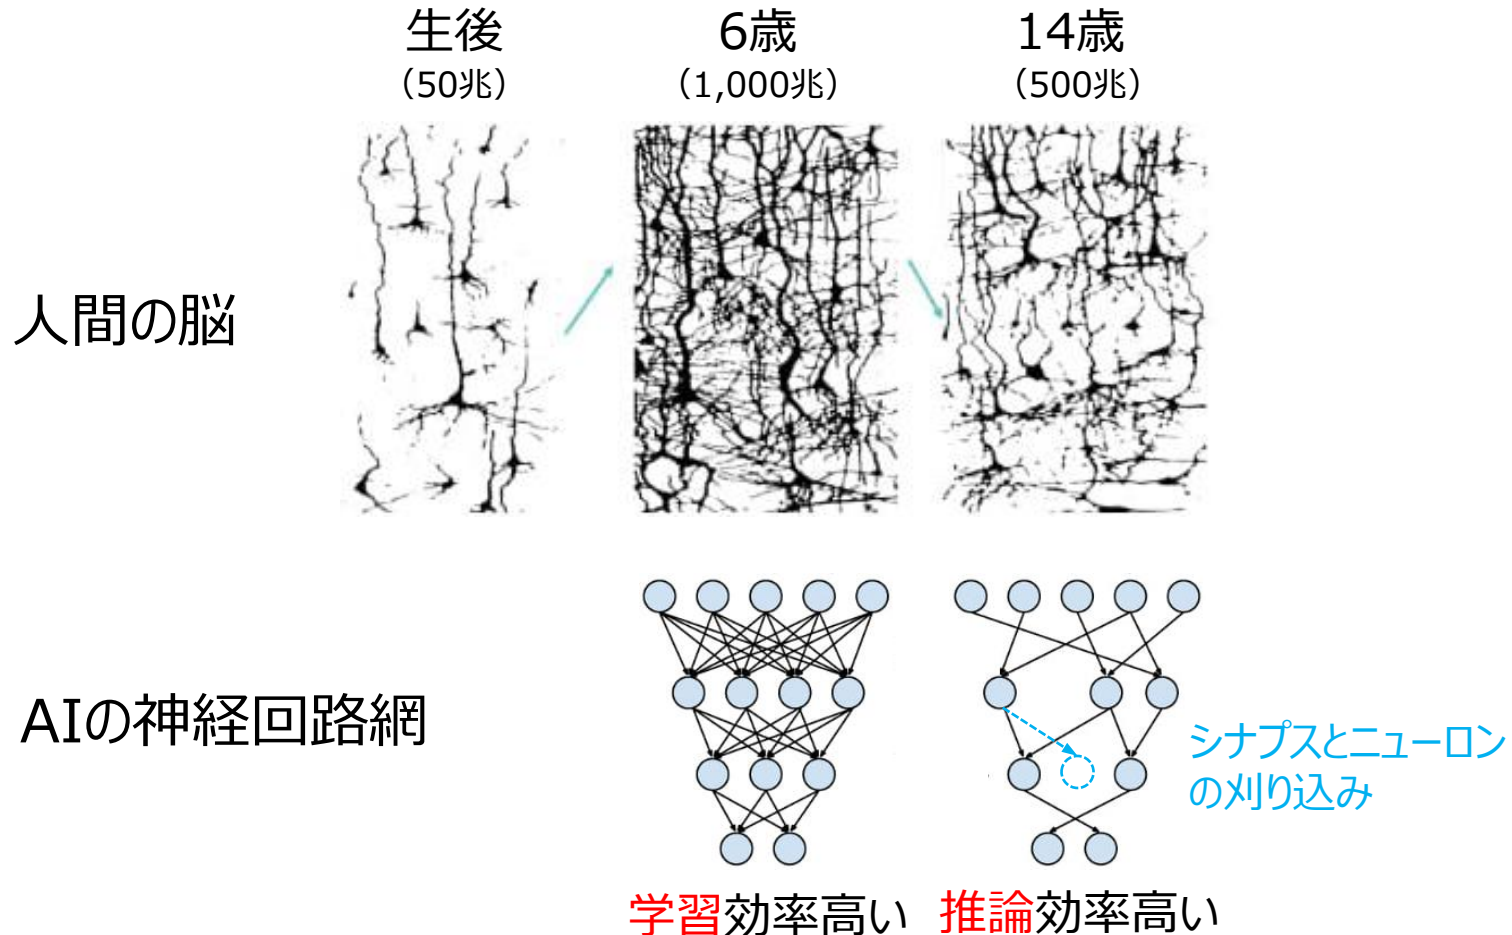 生後
（50兆）
6歳
（1,000兆）
14歳
（500兆）
人間の脳
AIの神経回路網
シナプスとニューロン
の刈り込み
学習効率高い
推論効率高い